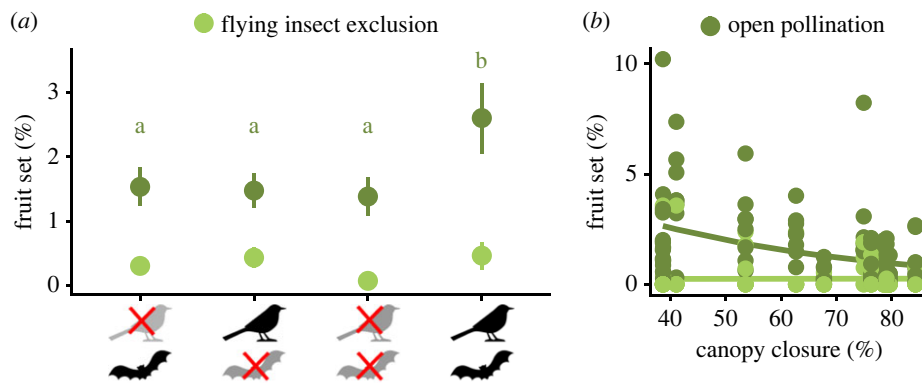 (a) flying insect exclusion
(b) open pollination
fruit set (%)
3
2
1
0
a a a b
fruit set (%)
10
5
0
40 60 70 80
canopy closure (%)